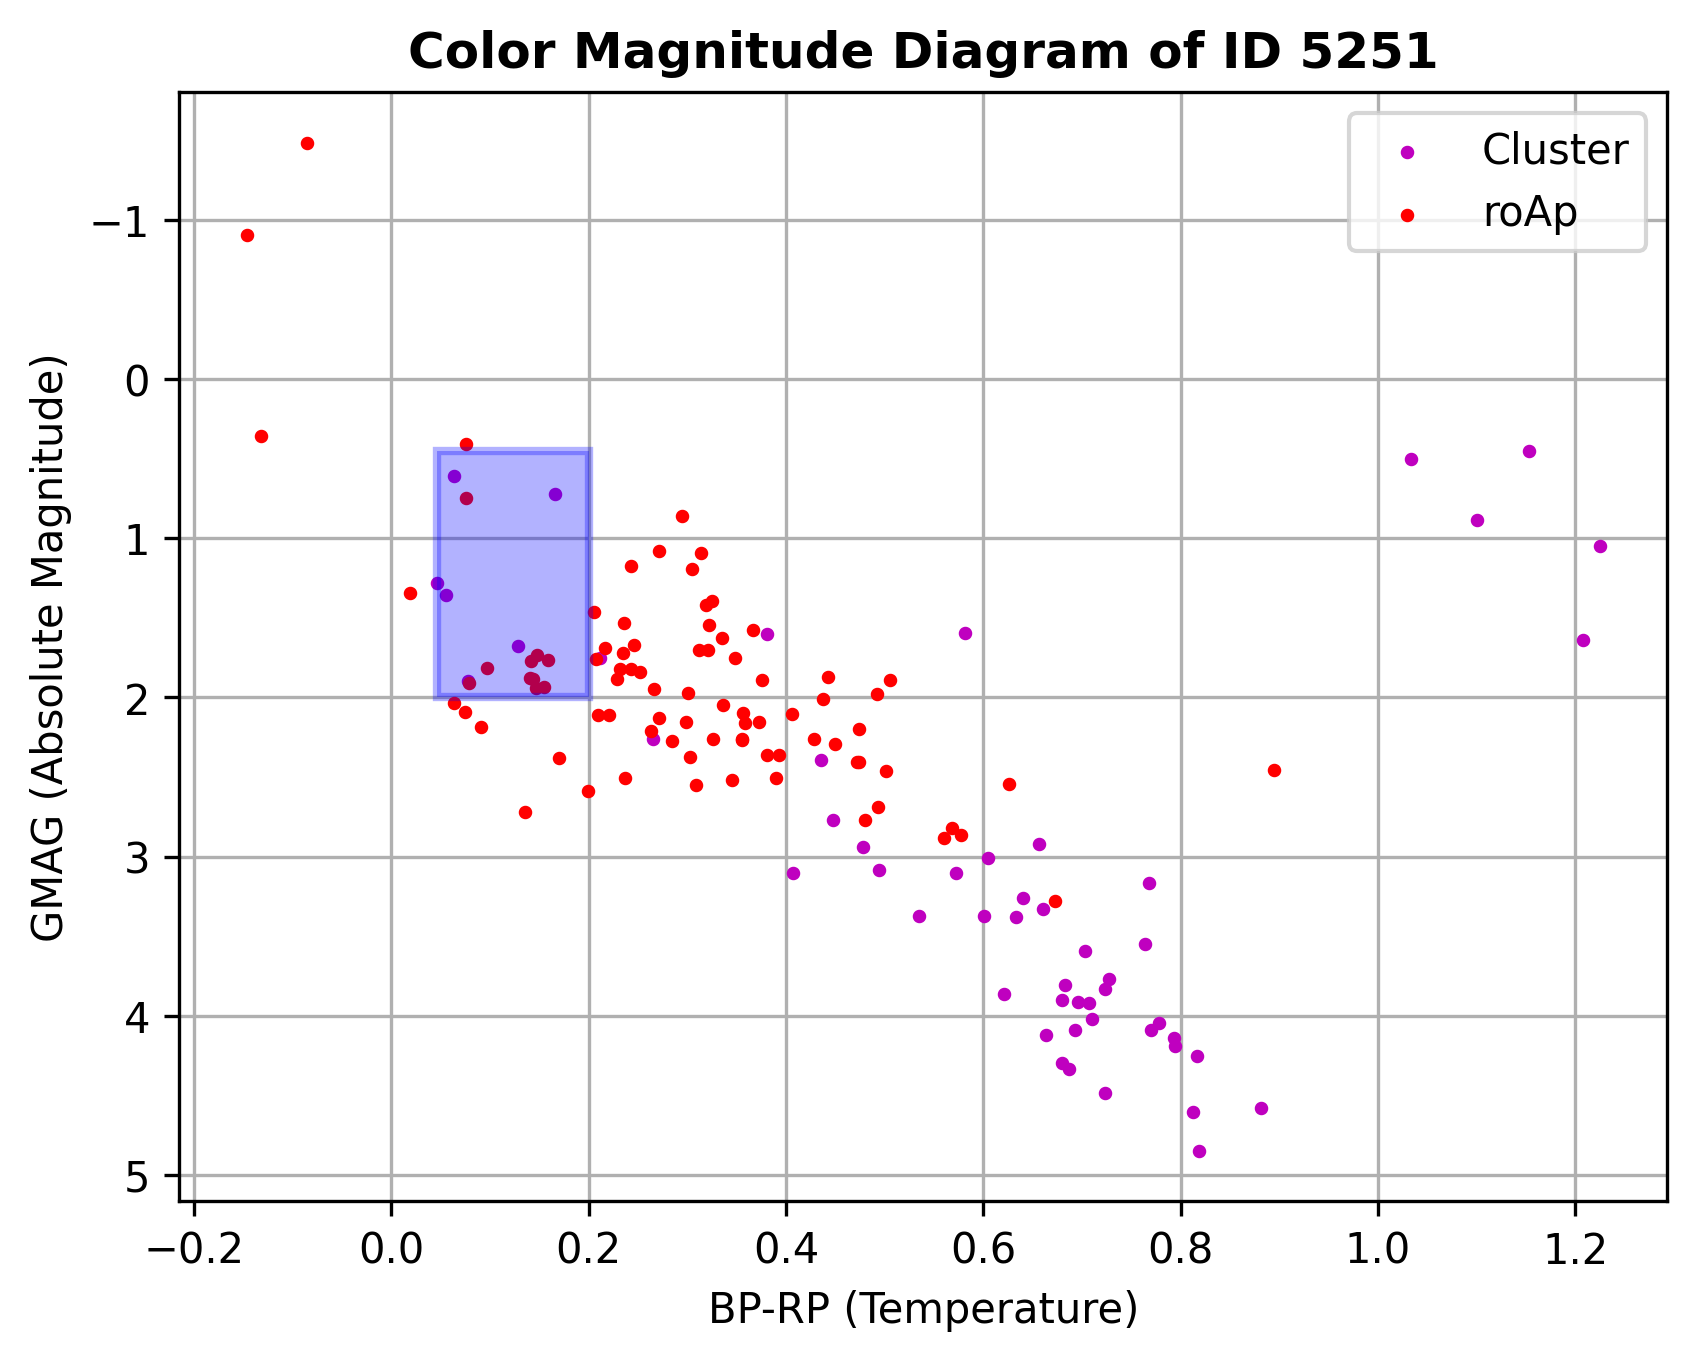 Color Magnitude Diagram of ID 5251
Cluster
roAp
GMAG (Absolute Magnitude)
−1
0
1
2
3
4
5
−0.2 0.0 0.2 0.4 0.6 0.8 1.0 1.2
BP-RP (Temperature)